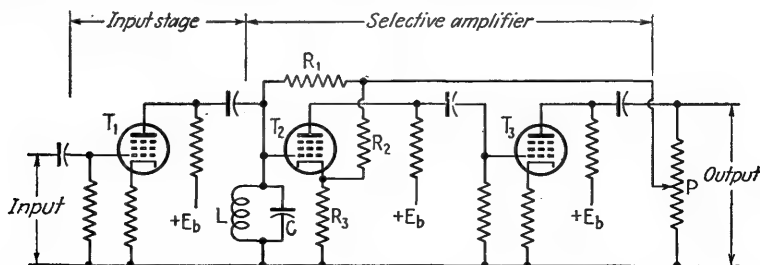 Input stage
Selective amplifier
R1
T1
T2
R2
T3
P
Output
Input
+Eb
L
C
R3
+Eb
+Eb